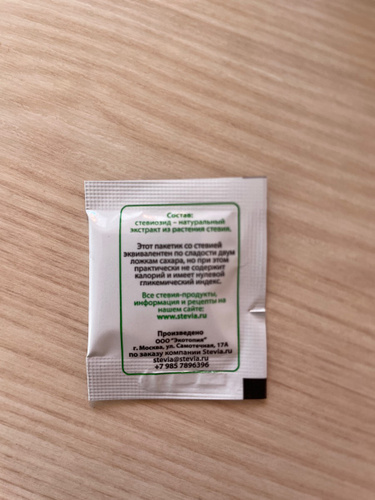 Состав:
стевиозид – натуральный
экстракт из растения стевия.
Этот пакетик со стевией
эквивалентен по сладости двум
ложкам сахара, но при этом
практически не содержит
калорий и имеет нулевой
гликемический индекс.
Все стевия-продукты,
информация и рецепты на
нашем сайте:
www.stevia.ru
Произведено
ООО "Экотопия"
г. Москва, ул. Самотечная, 17А
по заказу компании Stevia.ru
stevia@stevia.ru
+7 985 7896396